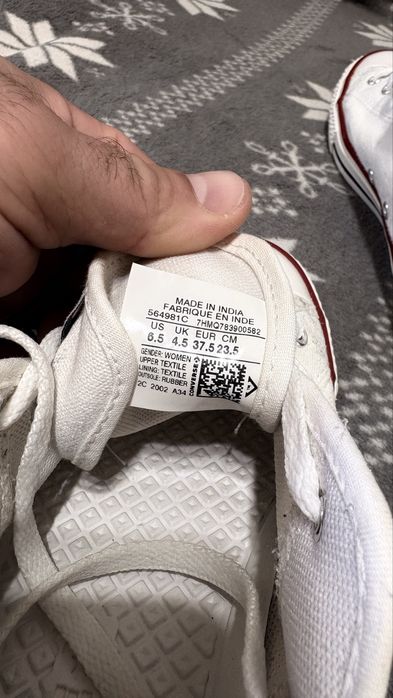 MADE IN INDIA
FABRIQUE EN INDE
564981C 7HMQ783900582
US UK EUR CM
6.5 4.5 37.5 23.5
GENDER: WOMEN
UPPER TEXTILE
LINING: TEXTILE
OUTSOLE: RUBBER
2C 2002 A34
CONVERSE